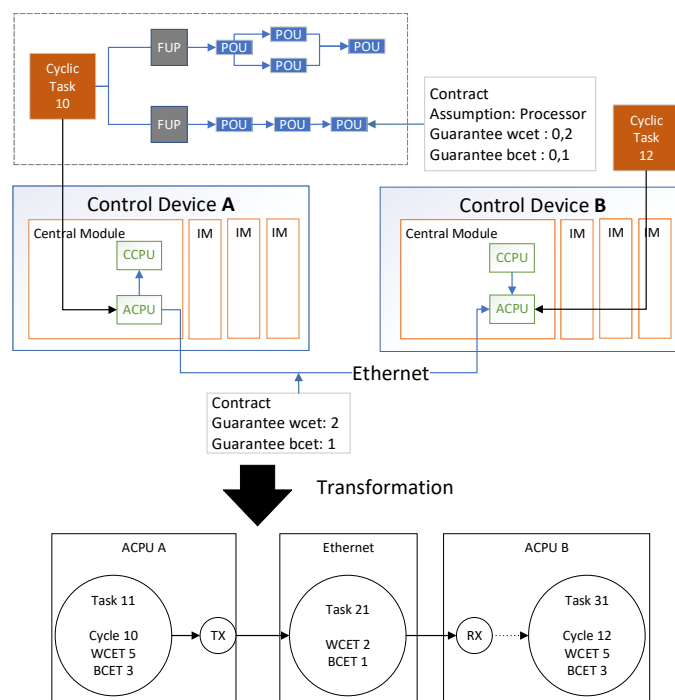 Cyclic
Task
10
FUP
POU
POU
POU
POU
FUP
POU
POU
POU
Contract
Assumption: Processor
Guarantee wcet : 0,2
Guarantee bcet : 0,1
Cyclic
Task
12
Control Device A
Central Module
IM
IM
IM
CCPU
ACPU
Control Device B
Central Module
IM
IM
IM
CCPU
ACPU
Ethernet
Contract
Guarantee wcet: 2
Guarantee bcet: 1
Transformation
ACPU A
Task 11
Cycle 10
WCET 5
BCET 3
TX
Ethernet
Task 21
WCET 2
BCET 1
ACPU B
RX
Task 31
Cycle 12
WCET 5
BCET 3